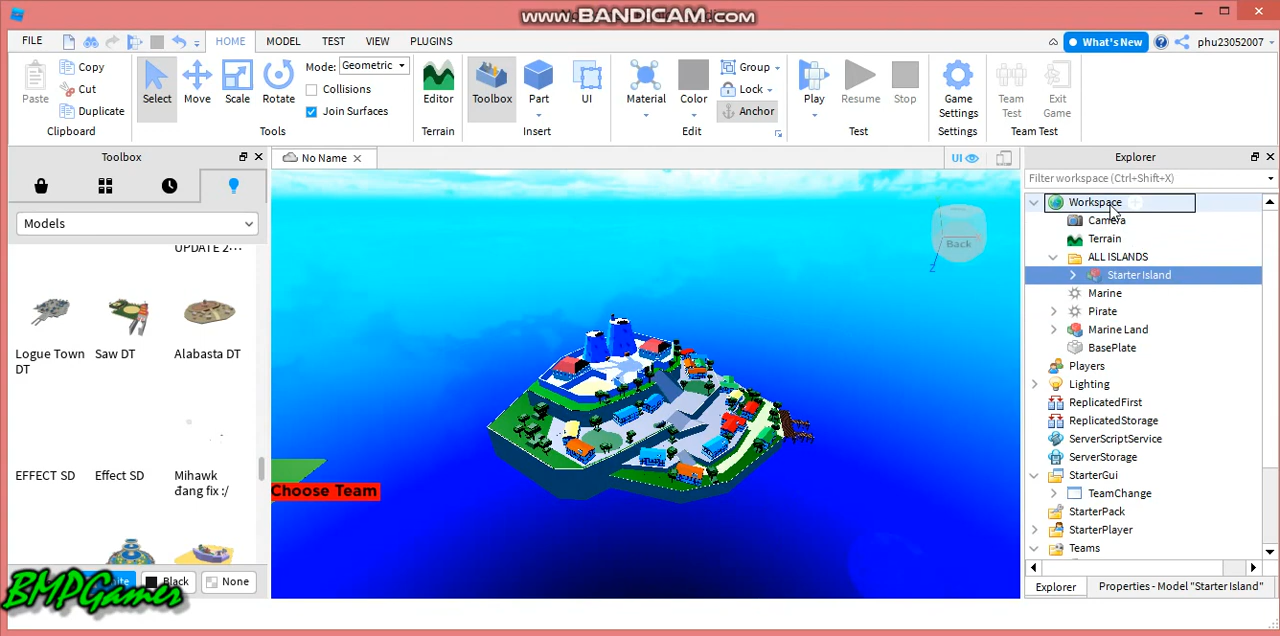 www.BANDICAM.com
FILE
HOME
MODEL
TEST
VIEW
PLUGINS
What's New
phu23052007
Paste
Copy
Cut
Duplicate
Clipboard
Select
Move
Scale
Rotate
Mode: Geometric
Collisions
Join Surfaces
Tools
Editor
Terrain
Toolbox
Part
UI
Insert
Material
Color
Group
Lock
Anchor
Edit
Play
Resume
Stop
Test
Game
Settings
Settings
Team
Test
Exit
Game
Team Test
Toolbox
No Name
UI
Explorer
Models
Filter workspace (Ctrl+Shift+X)
UPDATE 2...
Logue Town
DT
Saw DT
Alabasta DT
EFFECT SD
Effect SD
Mihawk
đang fix :/
Black
None
BMPGamer
Back
Choose Team
Workspace
Camera
Terrain
ALL ISLANDS
Starter Island
Marine
Pirate
Marine Land
BasePlate
Players
Lighting
ReplicatedFirst
ReplicatedStorage
ServerScriptService
ServerStorage
StarterGui
TeamChange
StarterPack
StarterPlayer
Teams
Explorer
Properties - Model "Starter Island"